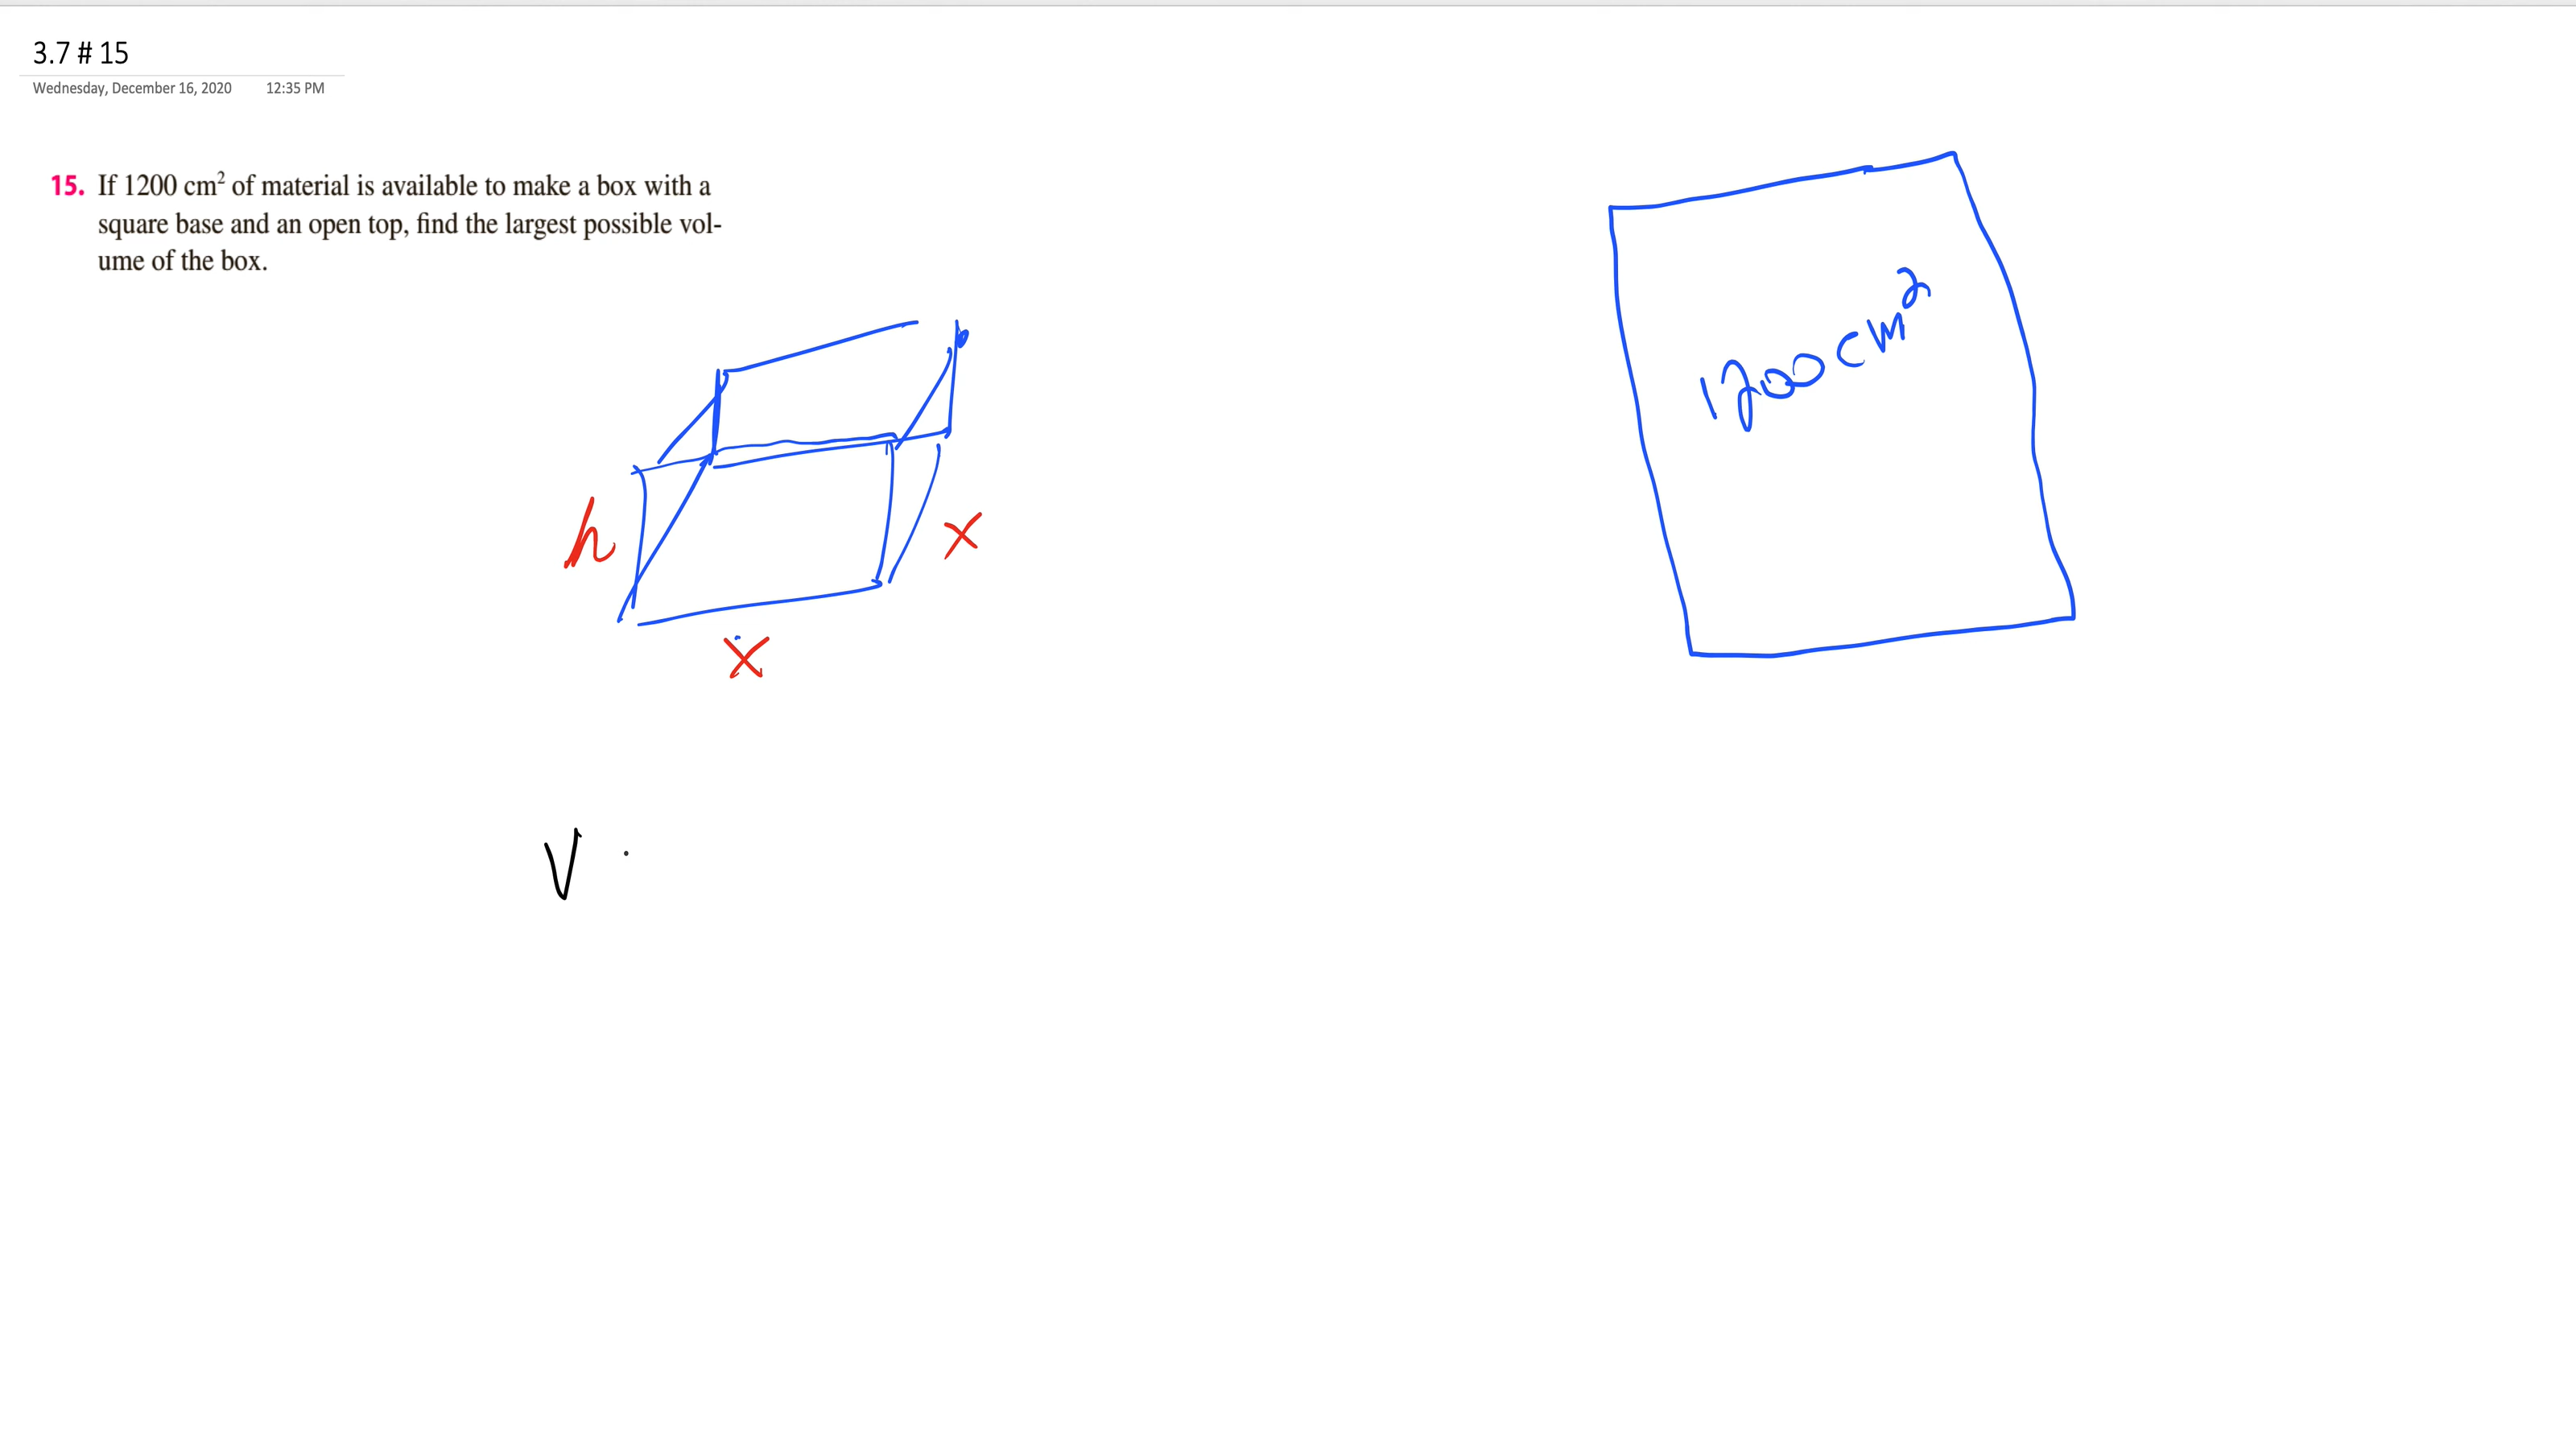 3.7 # 15
Wednesday, December 16, 2020 12:35 PM
15. If 1200 cm² of material is available to make a box with a
square base and an open top, find the largest possible vol-
ume of the box.
1200 cm²
h
x
x
V